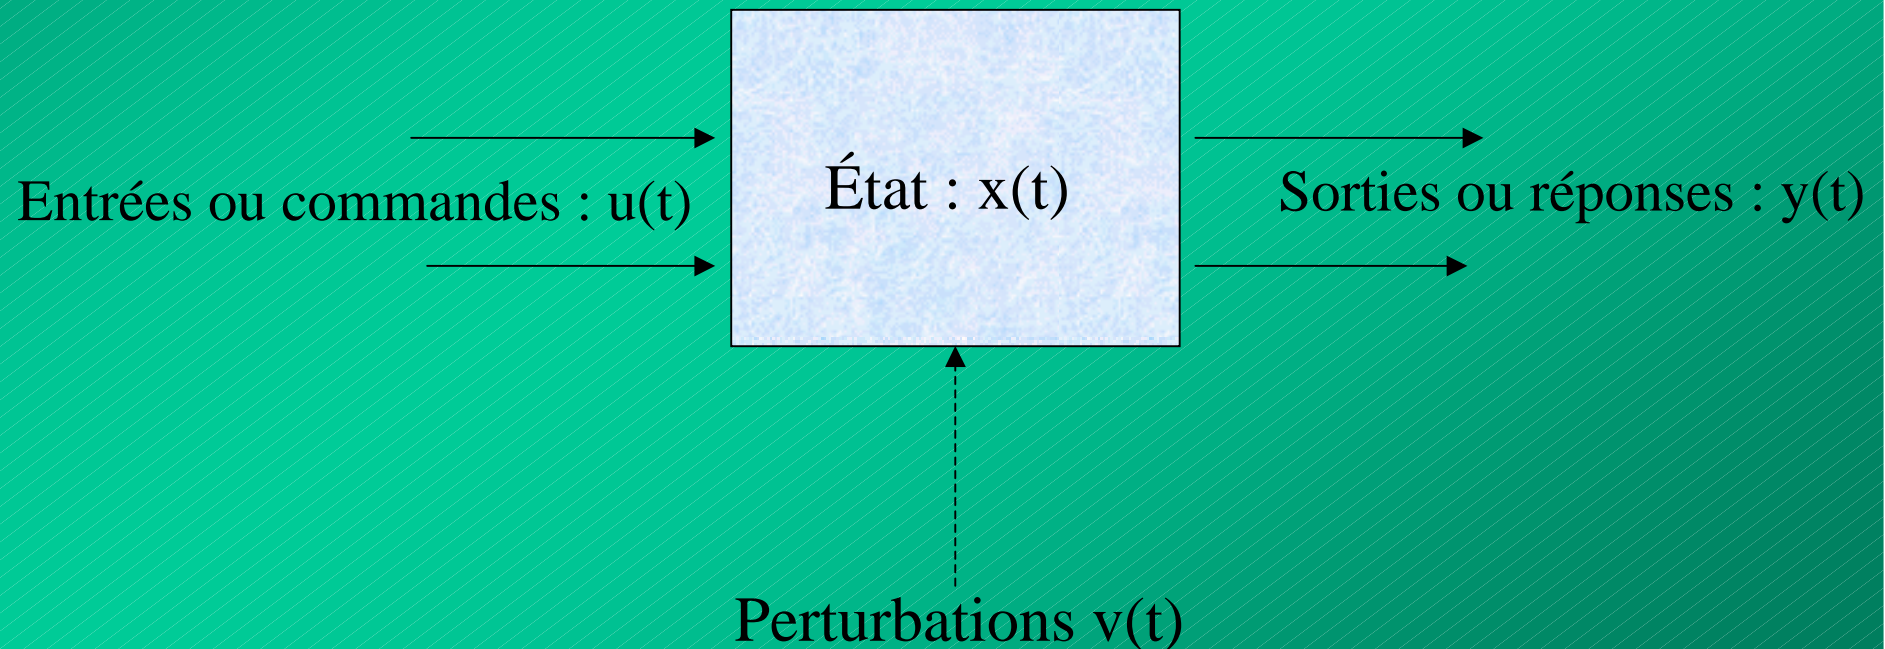 Entrées ou commandes : u(t)
État : x(t)
Sorties ou réponses : y(t)
Perturbations v(t)